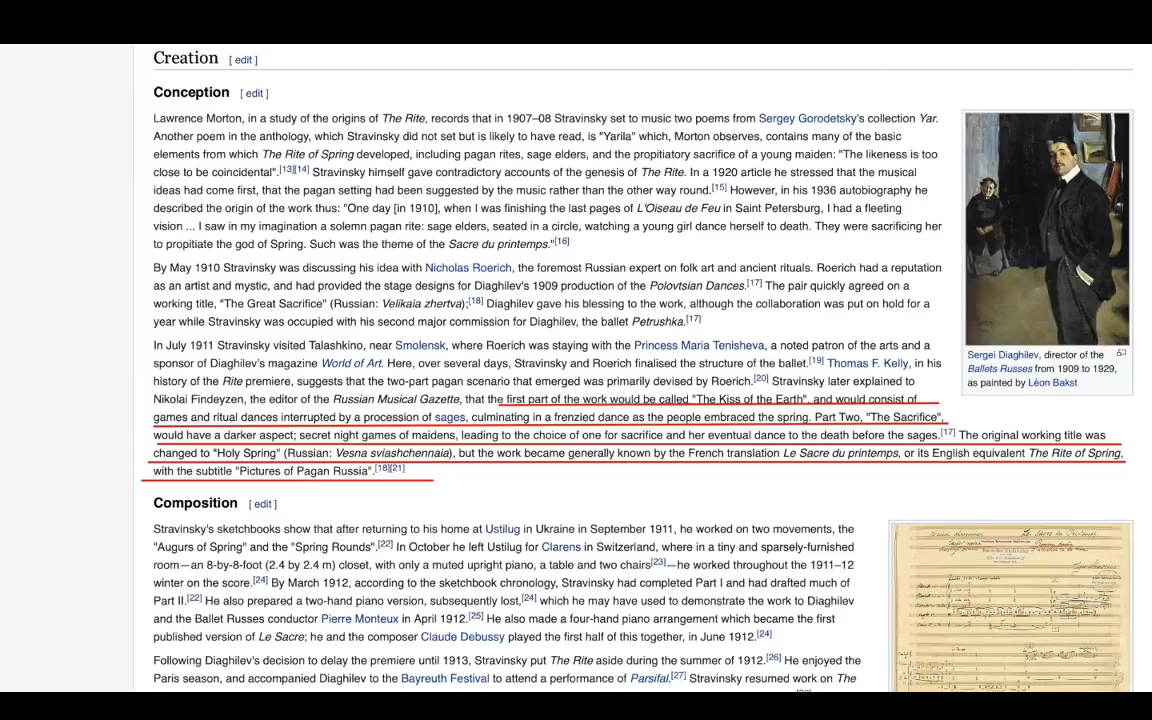 Creation [ edit ]
Conception [ edit ]
Lawrence Morton, in a study of the origins of The Rite, records that in 1907–08 Stravinsky set to music two poems from Sergey Gorodetsky's collection Yar.
Another poem in the anthology, which Stravinsky did not set but is likely to have read, is "Yarila" which, Morton observes, contains many of the basic
elements from which The Rite of Spring developed, including pagan rites, sage elders, and the propitiatory sacrifice of a young maiden: "The likeness is too
close to be coincidental".[13][14] Stravinsky himself gave contradictory accounts of the genesis of The Rite. In a 1920 article he stressed that the musical
ideas had come first, that the pagan setting had been suggested by the music rather than the other way round.[15] However, in his 1936 autobiography he
described the origin of the work thus: "One day [in 1910], when I was finishing the last pages of L'Oiseau de Feu in Saint Petersburg, I had a fleeting
vision ... I saw in my imagination a solemn pagan rite: sage elders, seated in a circle, watching a young girl dance herself to death. They were sacrificing her
to propitiate the god of Spring. Such was the theme of the Sacre du printemps."[16]
By May 1910 Stravinsky was discussing his idea with Nicholas Roerich, the foremost Russian expert on folk art and ancient rituals. Roerich had a reputation
as an artist and mystic, and had provided the stage designs for Diaghilev's 1909 production of the Polovtsian Dances.[17] The pair quickly agreed on a
working title, "The Great Sacrifice" (Russian: Velikaia zhertva);[18] Diaghilev gave his blessing to the work, although the collaboration was put on hold for a
year while Stravinsky was occupied with his second major commission for Diaghilev, the ballet Petrushka.[17]
In July 1911 Stravinsky visited Talashkino, near Smolensk, where Roerich was staying with the Princess Maria Tenisheva, a noted patron of the arts and a
sponsor of Diaghilev's magazine World of Art. Here, over several days, Stravinsky and Roerich finalised the structure of the ballet.[19] Thomas F. Kelly, in his
history of the Rite premiere, suggests that the two-part pagan scenario that emerged was primarily devised by Roerich.[20] Stravinsky later explained to
Nikolai Findeyzen, the editor of the Russian Musical Gazette, that the first part of the work would be called "The Kiss of the Earth", and would consist of
games and ritual dances interrupted by a procession of sages, culminating in a frenzied dance as the people embraced the spring. Part Two, "The Sacrifice",
would have a darker aspect; secret night games of maidens, leading to the choice of one for sacrifice and her eventual dance to the death before the sages.[17] The original working title was
changed to "Holy Spring" (Russian: Vesna sviashchennaia), but the work became generally known by the French translation Le Sacre du printemps, or its English equivalent The Rite of Spring,
with the subtitle "Pictures of Pagan Russia".[18][21]
Sergei Diaghilev, director of the
Ballets Russes from 1909 to 1929,
as painted by Léon Bakst
Composition [ edit ]
Stravinsky's sketchbooks show that after returning to his home at Ustilug in Ukraine in September 1911, he worked on two movements, the
"Augurs of Spring" and the "Spring Rounds".[22] In October he left Ustilug for Clarens in Switzerland, where in a tiny and sparsely-furnished
room—an 8-by-8-foot (2.4 by 2.4 m) closet, with only a muted upright piano, a table and two chairs[23]—he worked throughout the 1911–12
winter on the score.[24] By March 1912, according to the sketchbook chronology, Stravinsky had completed Part I and had drafted much of
Part II.[22] He also prepared a two-hand piano version, subsequently lost,[24] which he may have used to demonstrate the work to Diaghilev
and the Ballet Russes conductor Pierre Monteux in April 1912.[25] He also made a four-hand piano arrangement which became the first
published version of Le Sacre; he and the composer Claude Debussy played the first half of this together, in June 1912.[24]
Following Diaghilev's decision to delay the premiere until 1913, Stravinsky put The Rite aside during the summer of 1912.[26] He enjoyed the
Paris season, and accompanied Diaghilev to the Bayreuth Festival to attend a performance of Parsifal.[27] Stravinsky resumed work on The